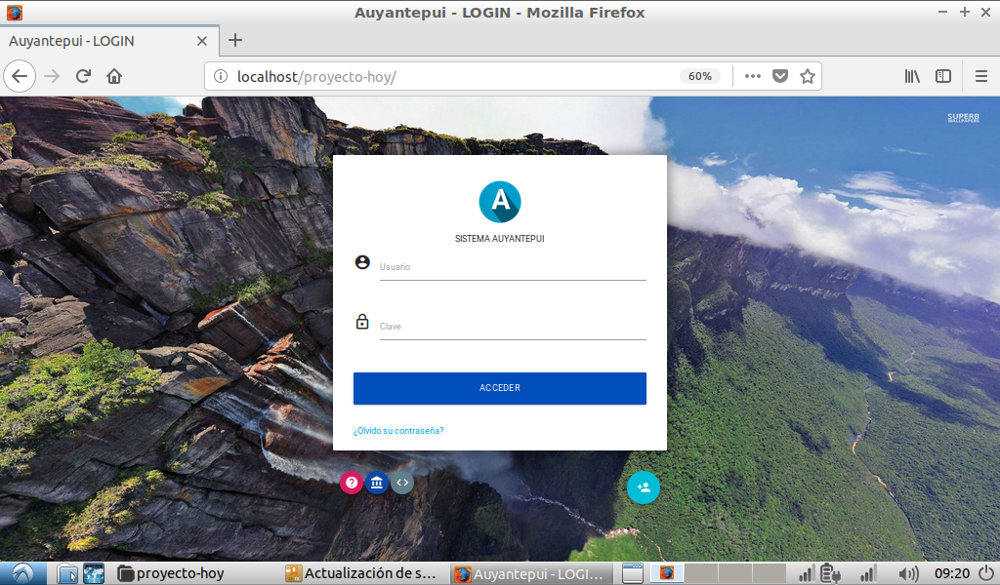 Auyantepui - LOGIN - Mozilla Firefox
Auyantepui - LOGIN
localhost/proyecto-hoy/
60%
SUPERB
WALLPAPERS
A
SISTEMA AUYANTEPUI
Usuario
Clave
ACCEDER
¿Olvido su contraseña?
proyecto-hoy
Actualización de s...
Auyantepui - LOGI...
09:20